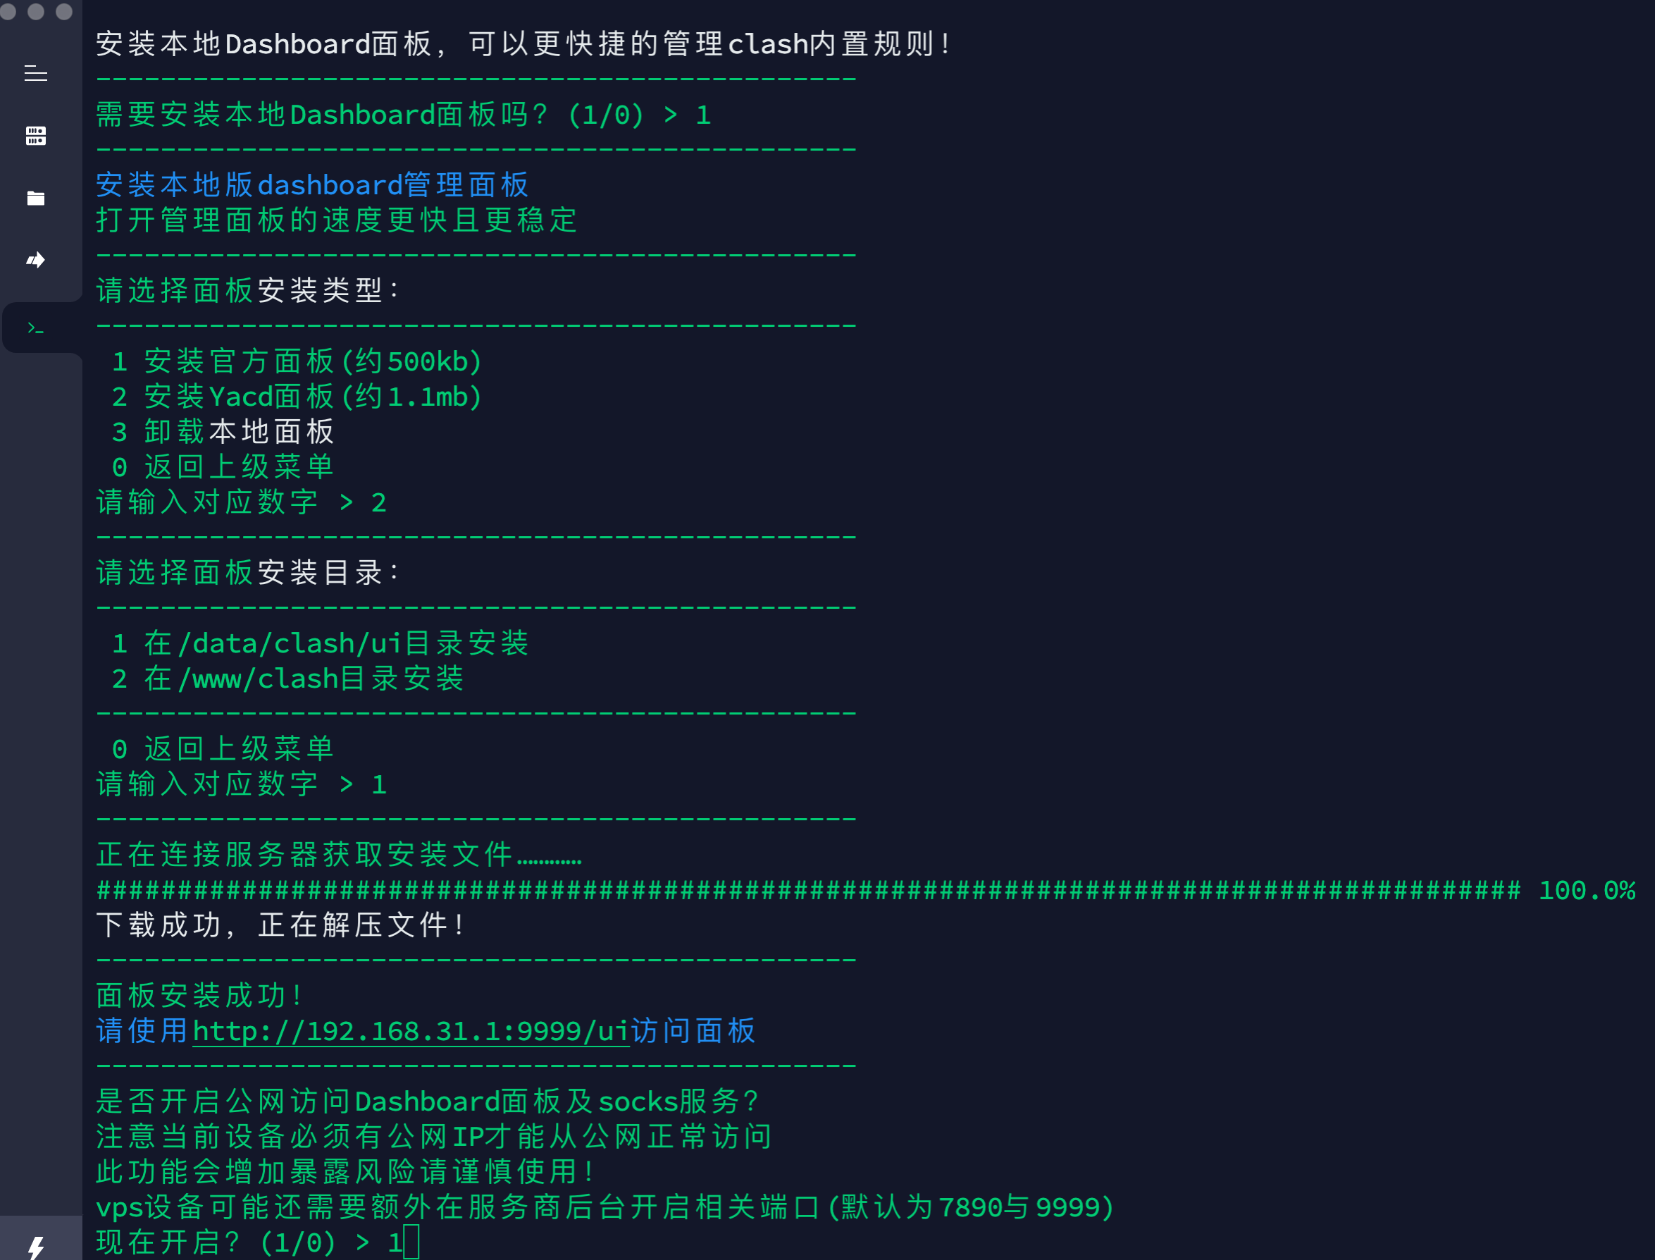 安装本地Dashboard面板，可以更快捷的管理clash内置规则！
-----------------------------------------------
需要安装本地Dashboard面板吗？(1/0) > 1
-----------------------------------------------
安装本地版dashboard管理面板
打开管理面板的速度更快且更稳定
-----------------------------------------------
请选择面板安装类型：
-----------------------------------------------
1 安装官方面板(约500kb)
2 安装Yacd面板(约1.1mb)
3 卸载本地面板
0 返回上级菜单
请输入对应数字 > 2
-----------------------------------------------
请选择面板安装目录：
-----------------------------------------------
1 在/data/clash/ui目录安装
2 在/www/clash目录安装
-----------------------------------------------
0 返回上级菜单
请输入对应数字 > 1
-----------------------------------------------
正在连接服务器获取安装文件…………
######################################################################################## 100.0%
下载成功，正在解压文件！
-----------------------------------------------
面板安装成功！
请使用http://192.168.31.1:9999/ui访问面板
-----------------------------------------------
是否开启公网访问Dashboard面板及socks服务？
注意当前设备必须有公网IP才能从公网正常访问
此功能会增加暴露风险请谨慎使用！
vps设备可能还需要额外在服务商后台开启相关端口(默认为7890与9999)
现在开启？(1/0) > 1